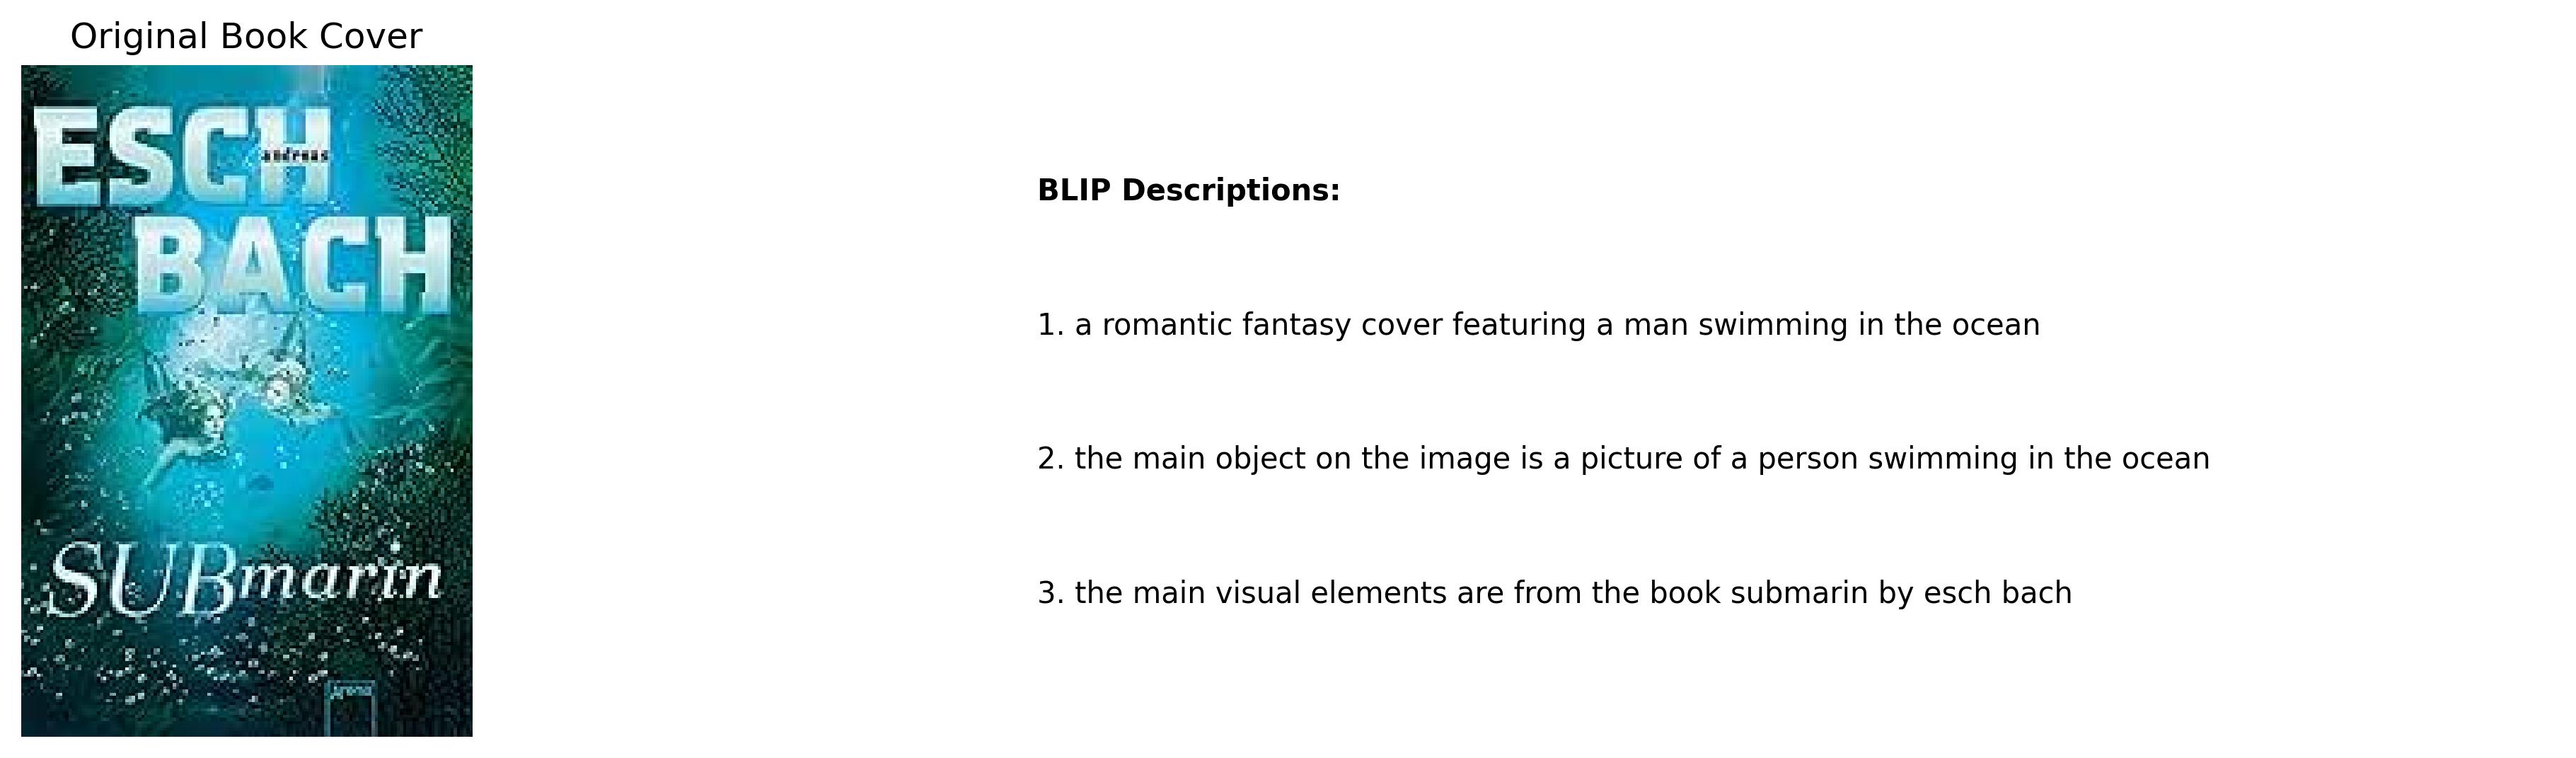 Original Book Cover
ESCH
andreas
BACH
SUBmarin
Arena
BLIP Descriptions:
1. a romantic fantasy cover featuring a man swimming in the ocean
2. the main object on the image is a picture of a person swimming in the ocean
3. the main visual elements are from the book submarin by esch bach